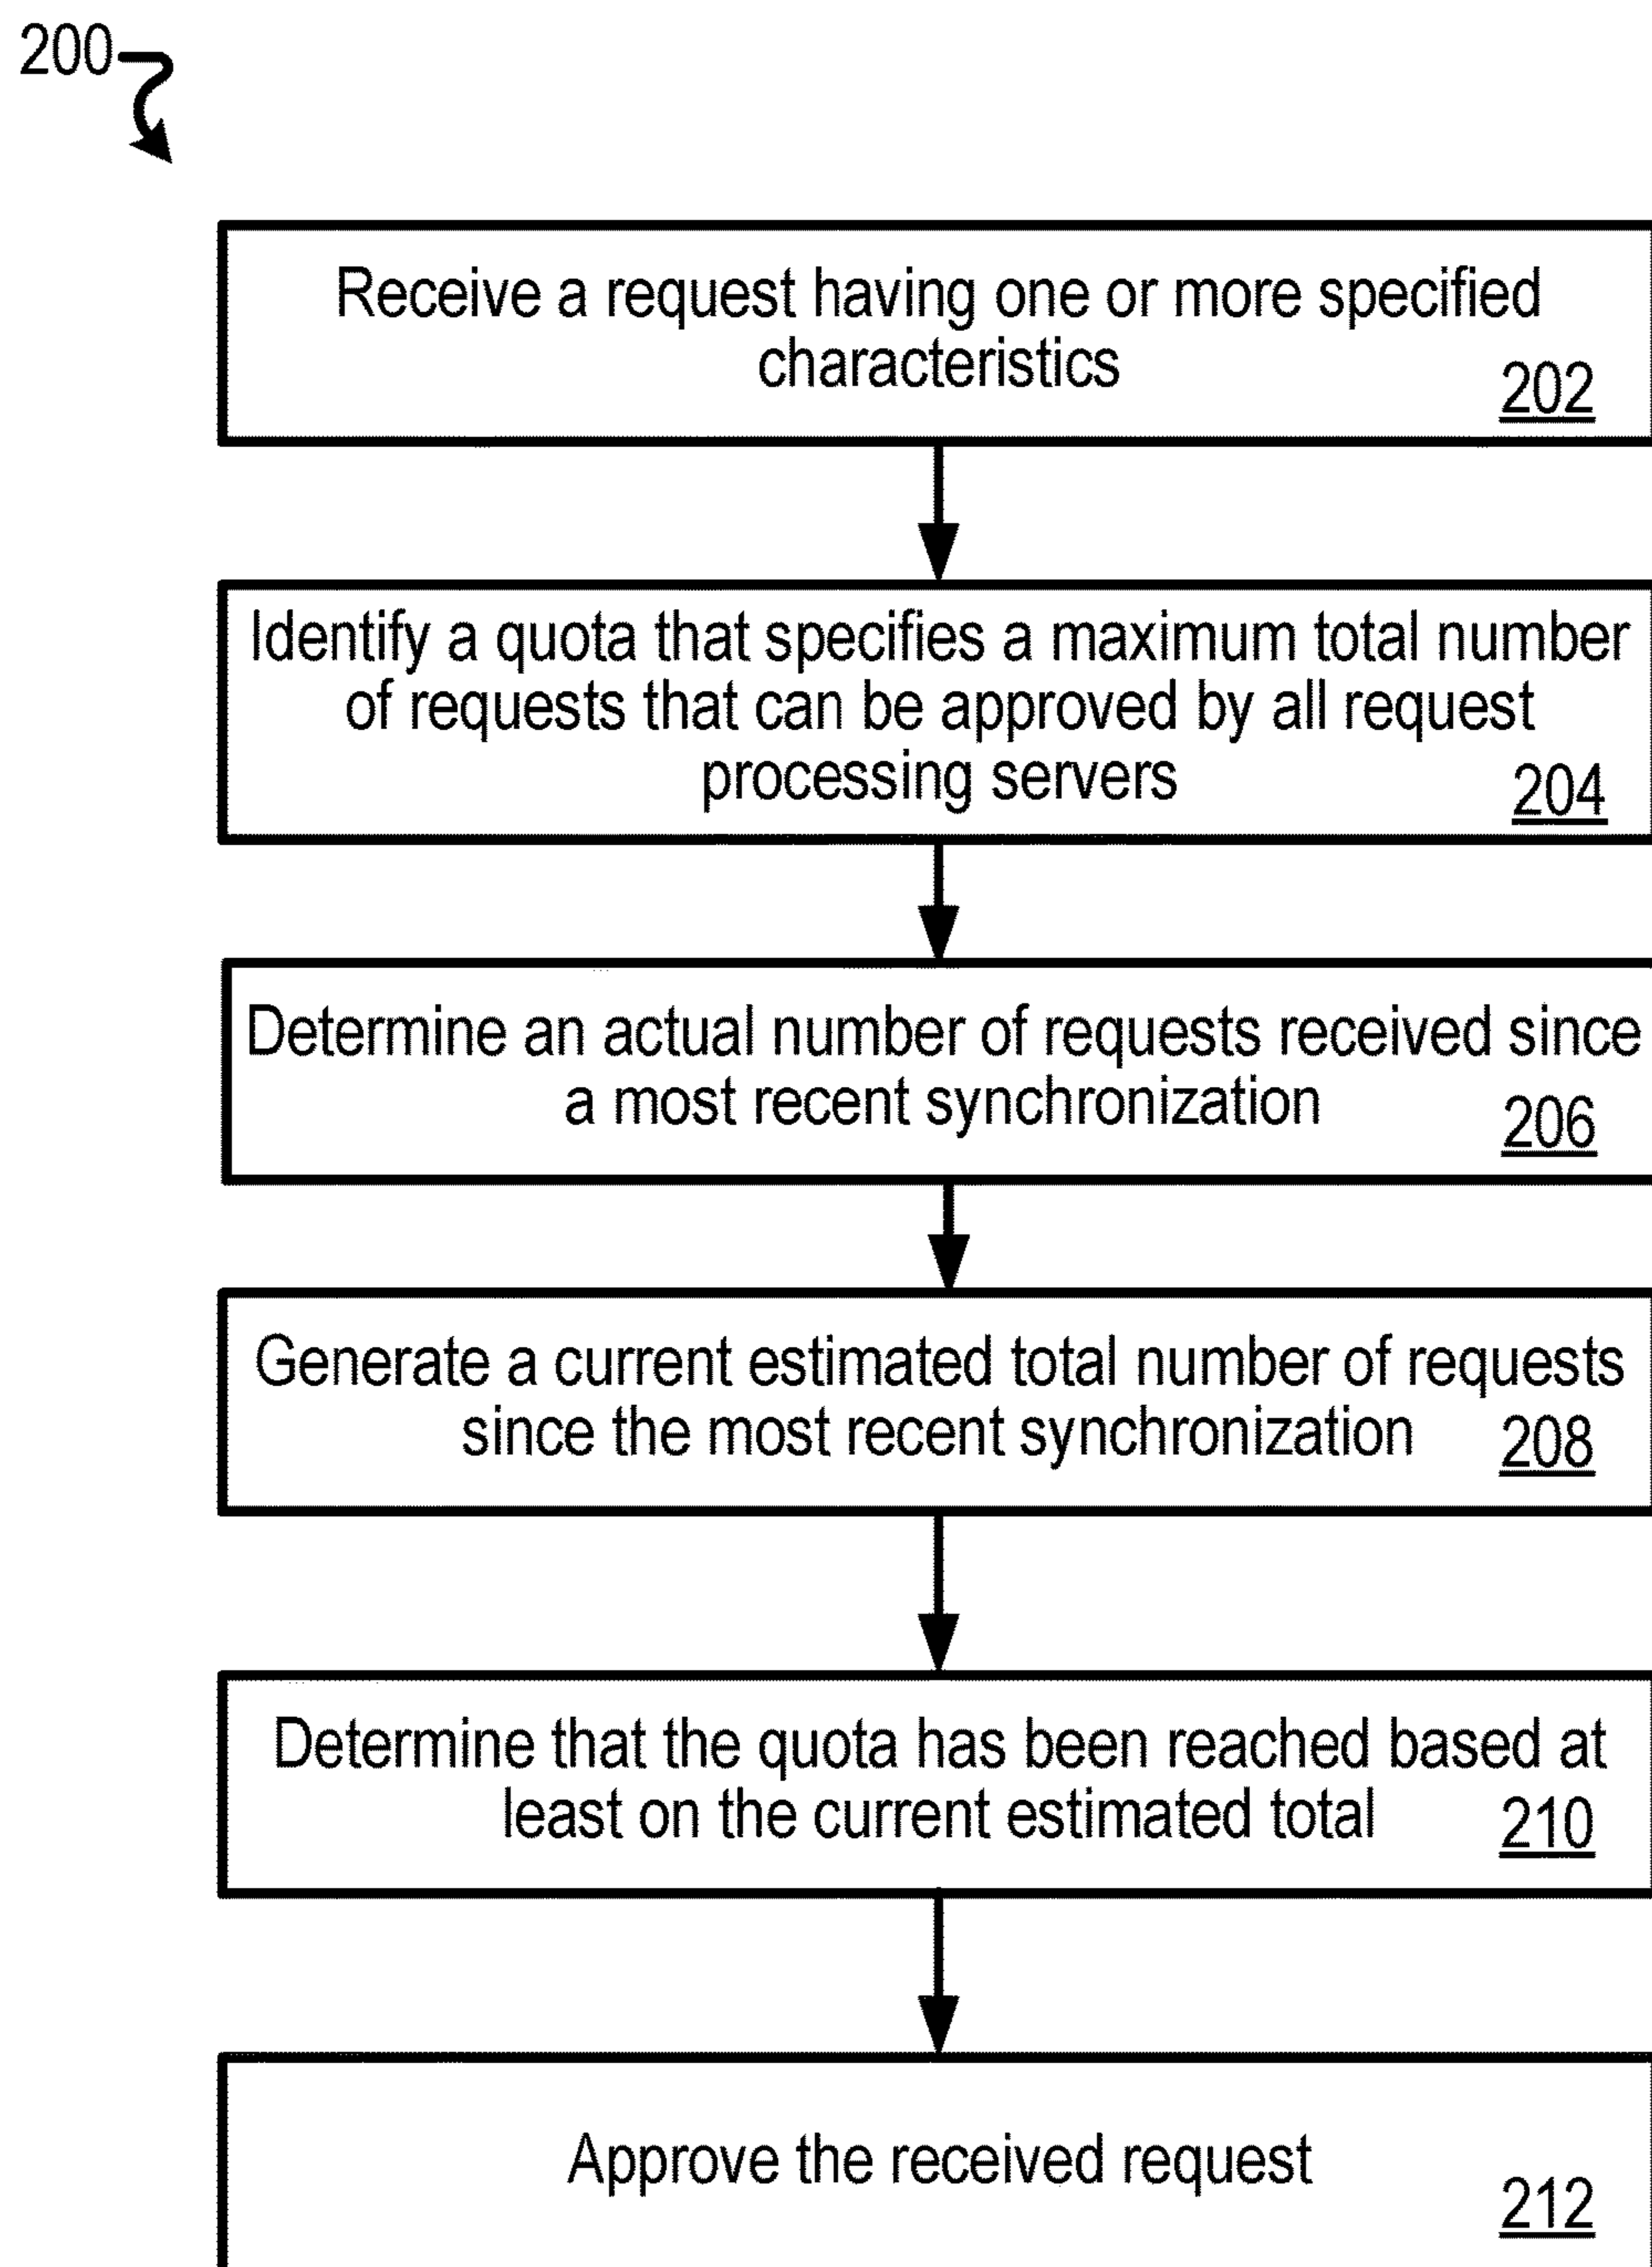 200
Receive a request having one or more specified
characteristics
202
Identify a quota that specifies a maximum total number
of requests that can be approved by all request
processing servers
204
Determine an actual number of requests received since
a most recent synchronization
206
Generate a current estimated total number of requests
since the most recent synchronization
208
Determine that the quota has been reached based at
least on the current estimated total
210
Approve the received request
212